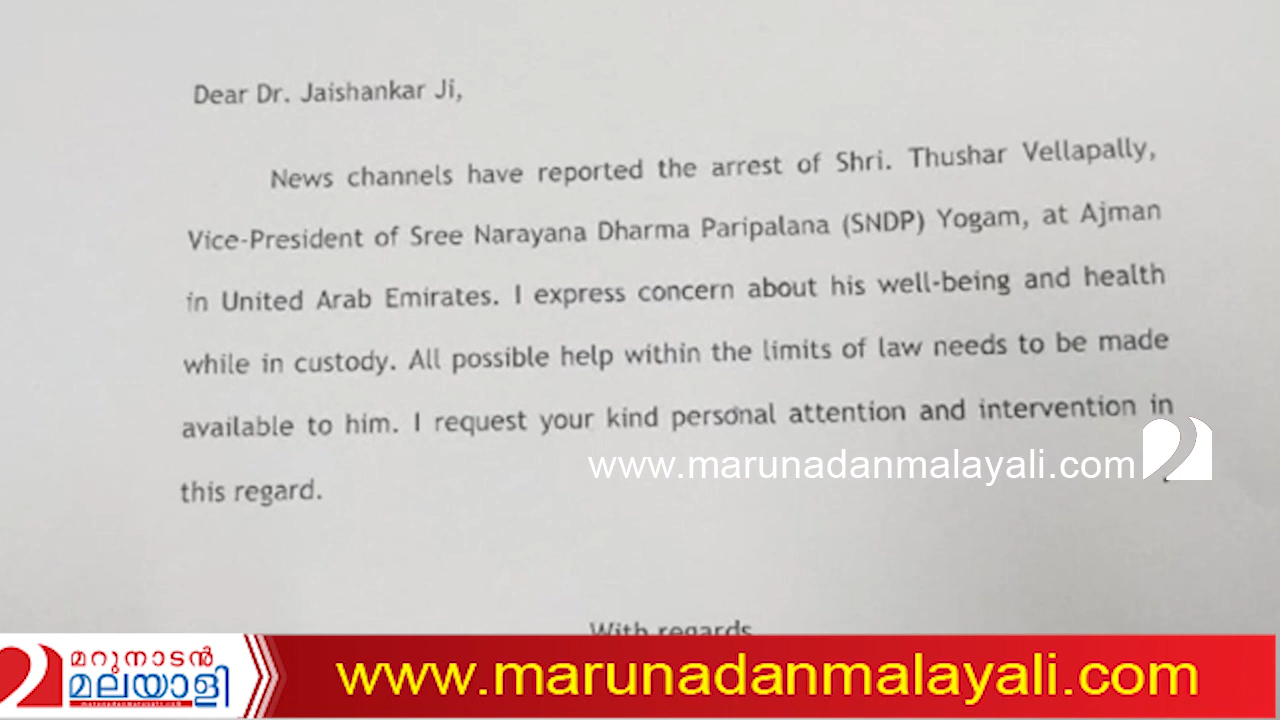 Dear Dr. Jaishankar Ji,
News channels have reported the arrest of Shri. Thushar Vellapally,
Vice-President of Sree Narayana Dharma Paripalana (SNDP) Yogam, at Ajman
in United Arab Emirates. I express concern about his well-being and health
while in custody. All possible help within the limits of law needs to be made
available to him. I request your kind personal attention and intervention in
www.marunadanmalayali.com
this regard.
With regards
മറുനാടൻ
മലയാളി
www.marunadanmalayali.com